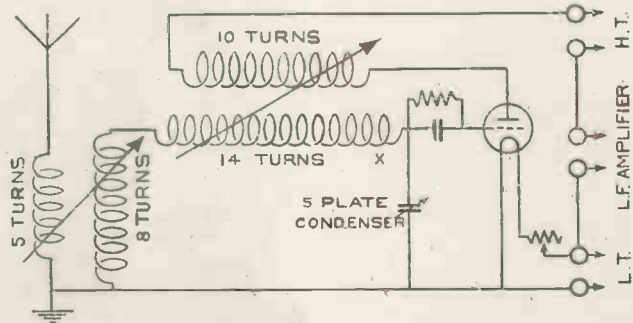 10 TURNS
14 TURNS
X
5 TURNS
8 TURNS
5 PLATE
CONDENSER
H.T.
L.F. AMPLIFIER
L.T.